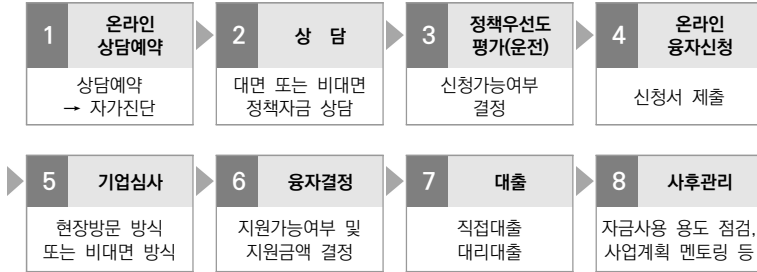 1
온라인
상담예약
상담예약
→ 자가진단
2
상 담
대면 또는 비대면
정책자금 상담
3
정책우선도
평가(운전)
신청가능여부
결정
4
온라인
융자신청
신청서 제출
5
기업심사
현장방문 방식
또는 비대면 방식
6
융자결정
지원가능여부 및
지원금액 결정
7
대출
직접대출
대리대출
8
사후관리
자금사용 용도 점검,
사업계획 멘토링 등